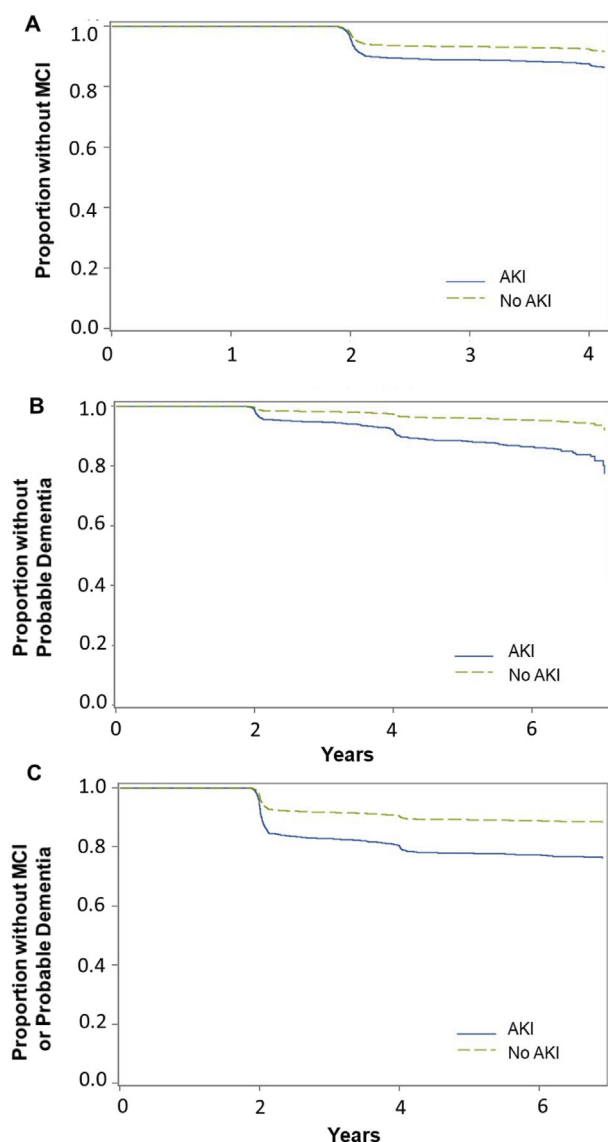 A
Proportion without MCI
1.0
0.8
0.6
0.4
0.2
0.0
AKI
No AKI
0 1 2 3 4
B
Proportion without
Probable Dementia
1.0
0.8
0.6
0.4
0.2
0.0
AKI
No AKI
0 2 4 6
Years
C
Proportion without MCI
or Probable Dementia
1.0
0.8
0.6
0.4
0.2
0.0
AKI
No AKI
0 2 4 6
Years